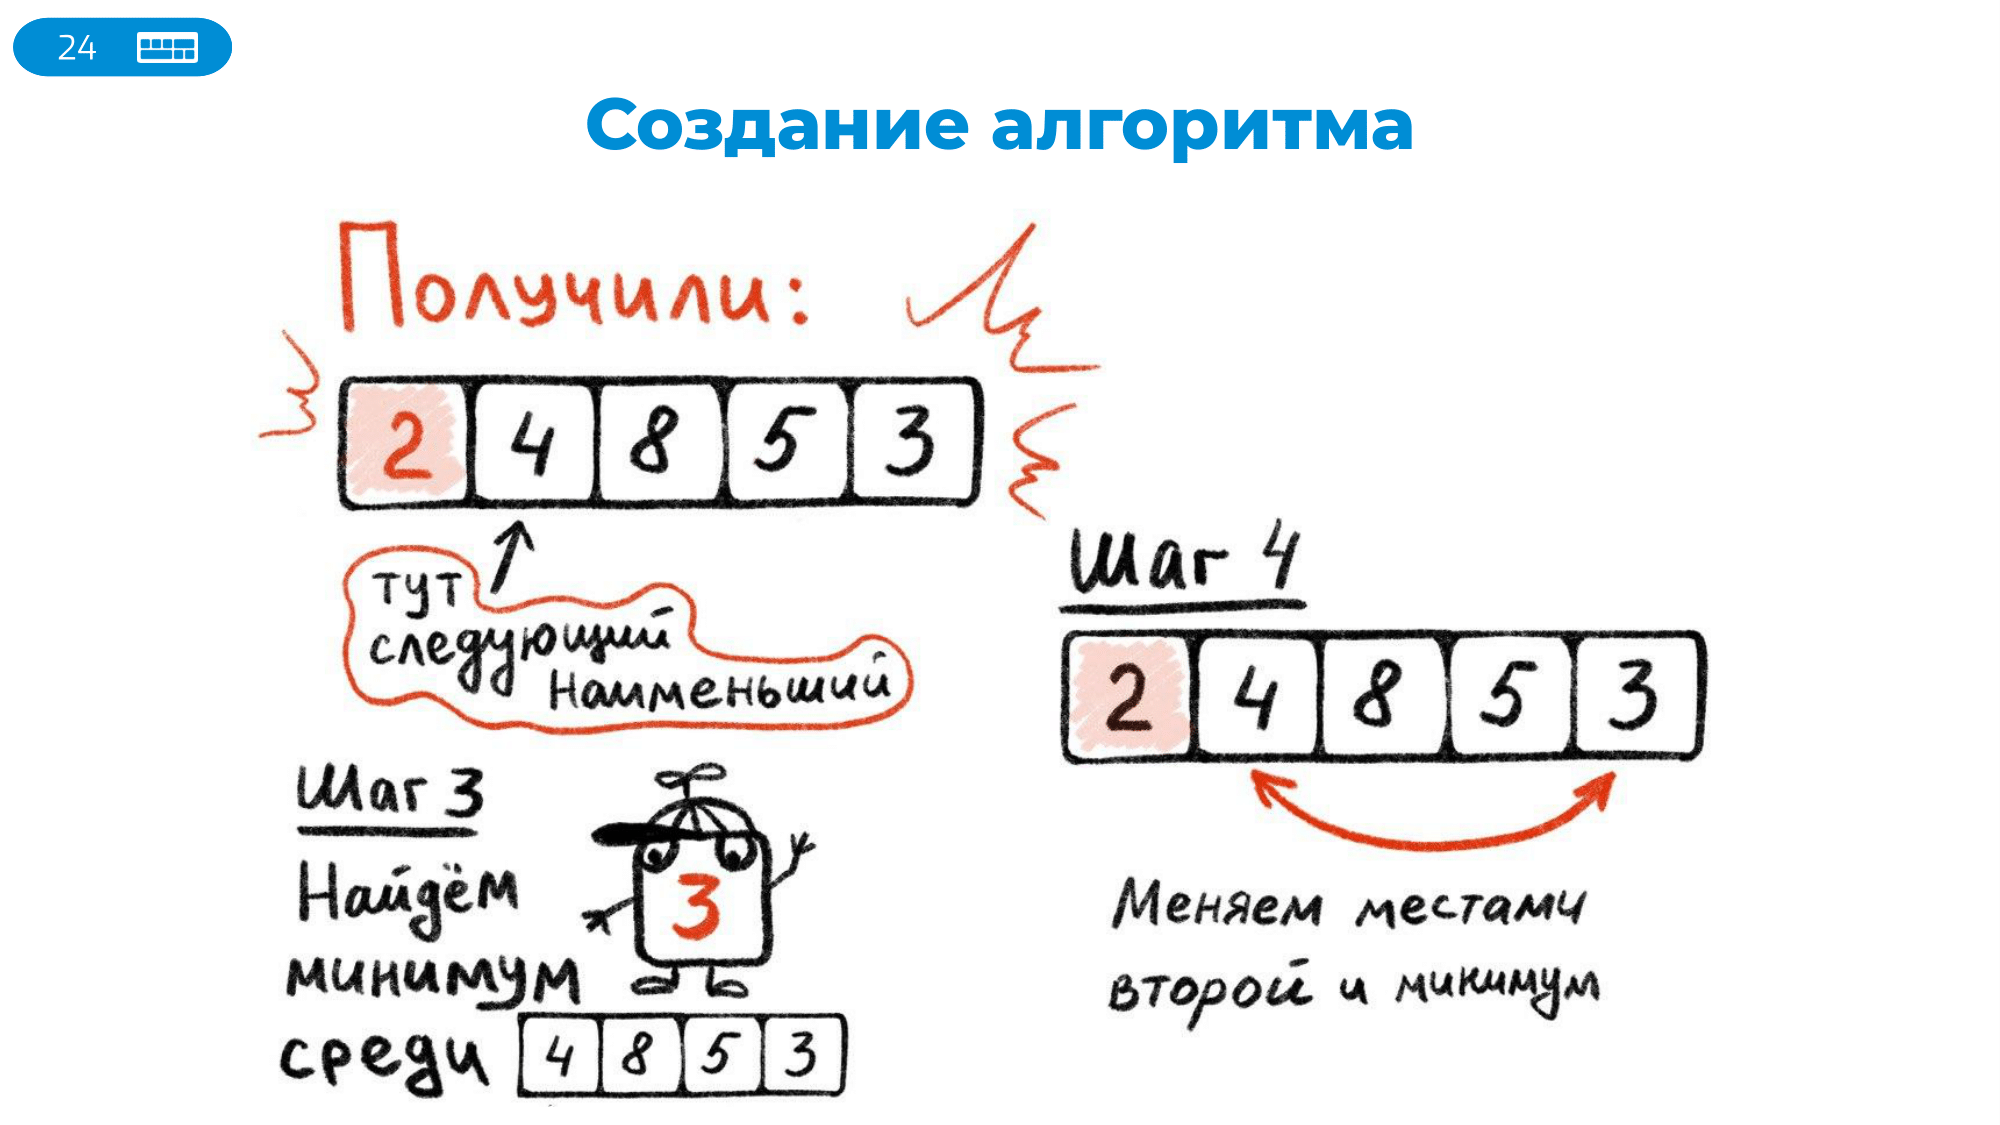 24
Создание алгоритма
Получили:
2 4 8 5 3
тут
следующий
наименьший
Шаг 3
Найдём
3
минимум
среди 4 8 5 3
Шаг 4
2 4 8 5 3
Меняем местами
второй и минимум